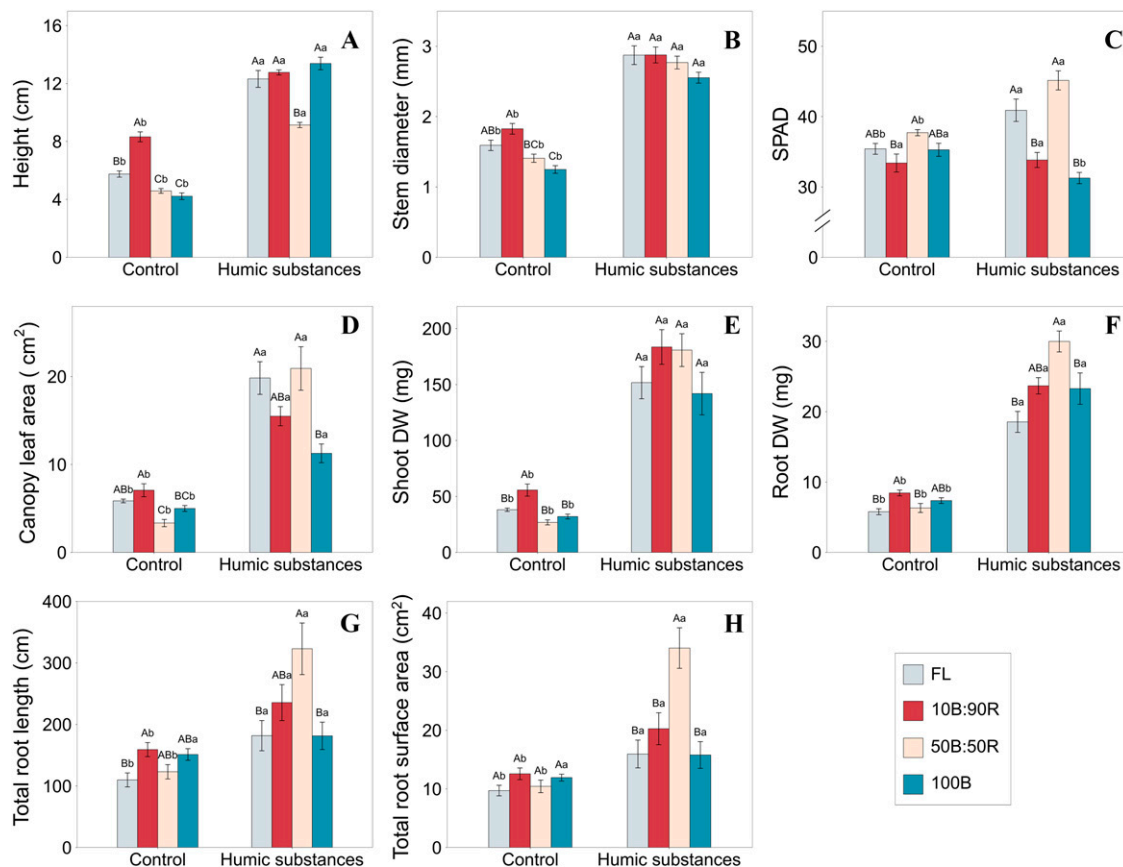 A
Height (cm)
16
12
8
4
0
Bb Ab Cb Cb Aa Aa Ba Aa
Control Humic substances
B
Stem diameter (mm)
3
2
1
0
ABb Ab BCb Cb Aa Aa Aa Aa
Control Humic substances
C
SPAD
50
40
30
0
ABb Ba Ab ABa Aa Ba Aa Bb
Control Humic substances
D
Canopy leaf area ( cm²)
20
10
0
ABb Ab Cb BCb Aa ABa Aa Ba
Control Humic substances
E
Shoot DW (mg)
200
150
100
50
0
Bb Ab Bb Bb Aa Aa Aa Aa
Control Humic substances
F
Root DW (mg)
30
20
10
0
Bb Ab Bb ABb Ba ABa Aa Ba
Control Humic substances
G
Total root length (cm)
400
300
200
100
0
Bb Ab ABb ABa Ba ABa Aa Ba
Control Humic substances
H
Total root surface area (cm²)
40
30
20
10
0
Ab Ab Ab Aa Ba Ba Aa Ba
Control Humic substances
FL
10B:90R
50B:50R
100B